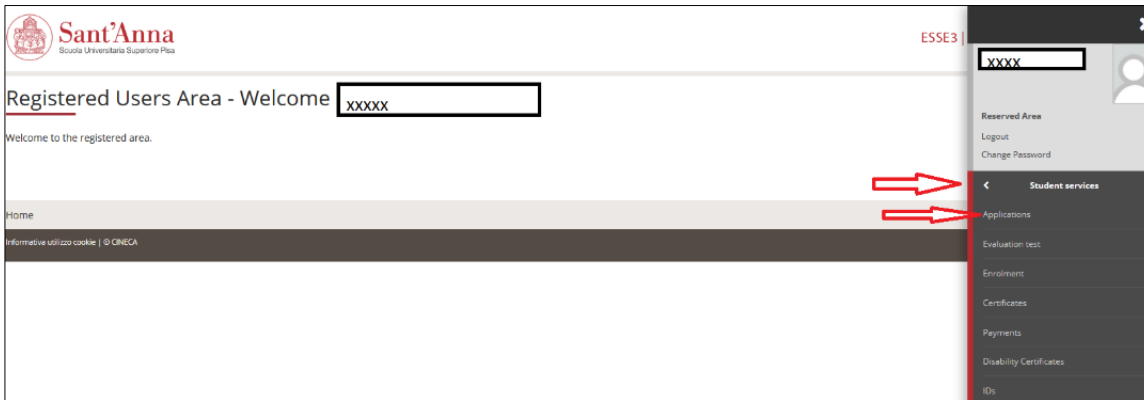 Sant'Anna
Scuola Universitaria Superiore Pisa
ESSE3 |
Registered Users Area - Welcome xxxxx
Welcome to the registered area.
Home
Informativa utilizzo cookie | © CINECA
XXXX
Reserved Area
Logout
Change Password
Student services
Applications
Evaluation test
Enrolment
Certificates
Payments
Disability Certificates
IDs